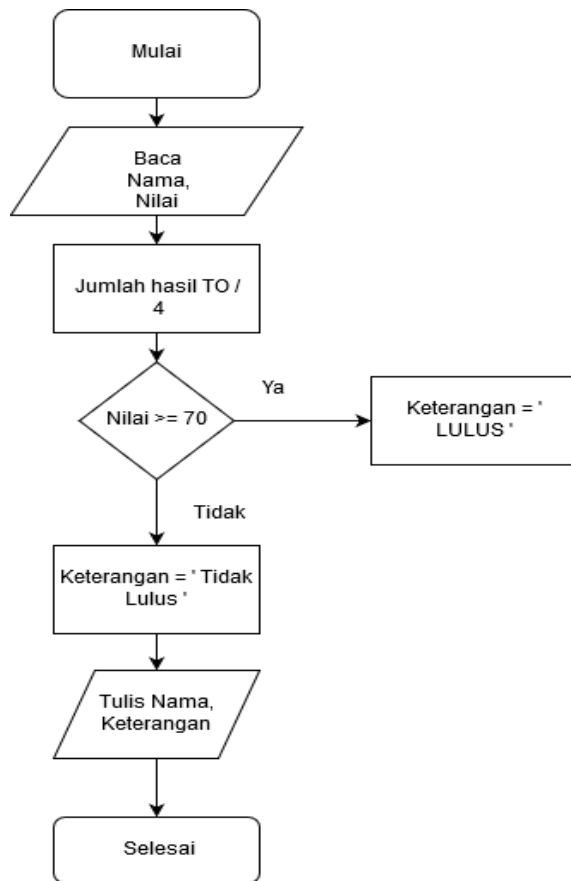 Mulai
Baca
Nama,
Nilai
Jumlah hasil TO /
4
Nilai >= 70
Ya
Keterangan = '
LULUS '
Tidak
Keterangan = ' Tidak
Lulus '
Tulis Nama,
Keterangan
Selesai